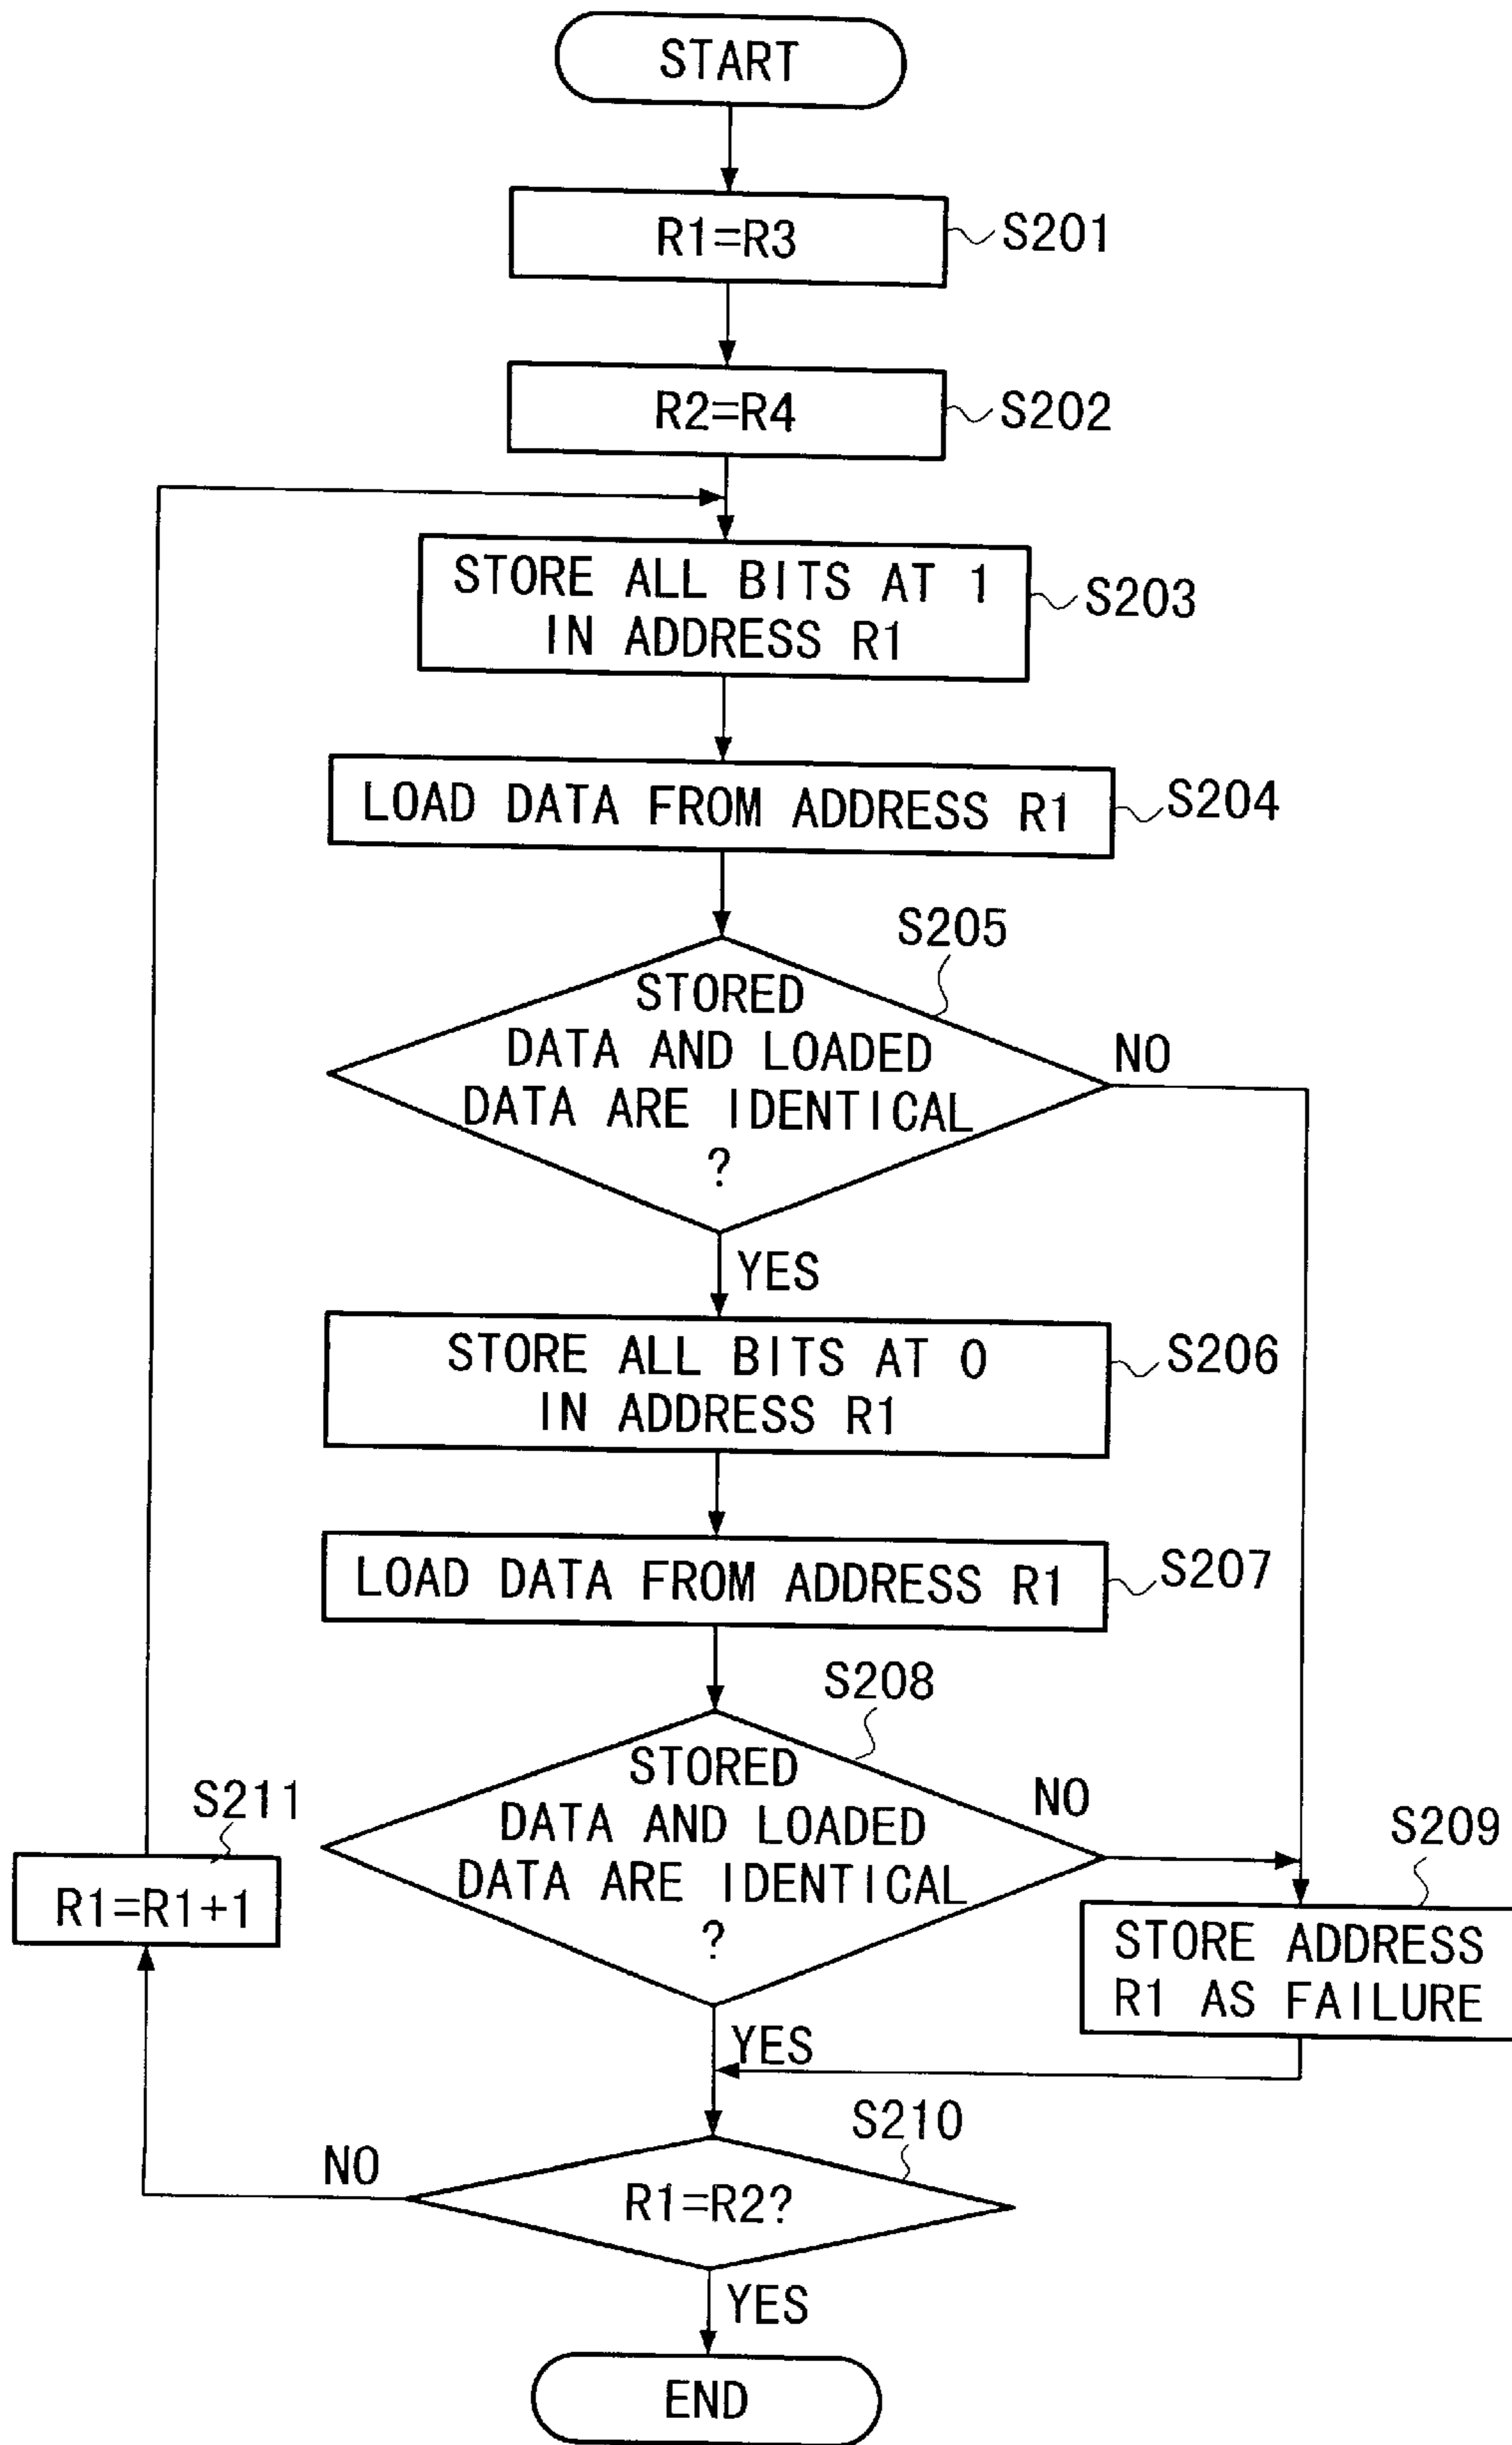 START
R1=R3
S201
R2=R4
S202
STORE ALL BITS AT 1
IN ADDRESS R1
S203
LOAD DATA FROM ADDRESS R1
S204
S205
STORED
DATA AND LOADED
DATA ARE IDENTICAL
?
NO
YES
STORE ALL BITS AT 0
IN ADDRESS R1
S206
LOAD DATA FROM ADDRESS R1
S207
S208
STORED
DATA AND LOADED
DATA ARE IDENTICAL
?
NO
S211
R1=R1+1
S209
STORE ADDRESS
R1 AS FAILURE
YES
S210
R1=R2?
NO
YES
END